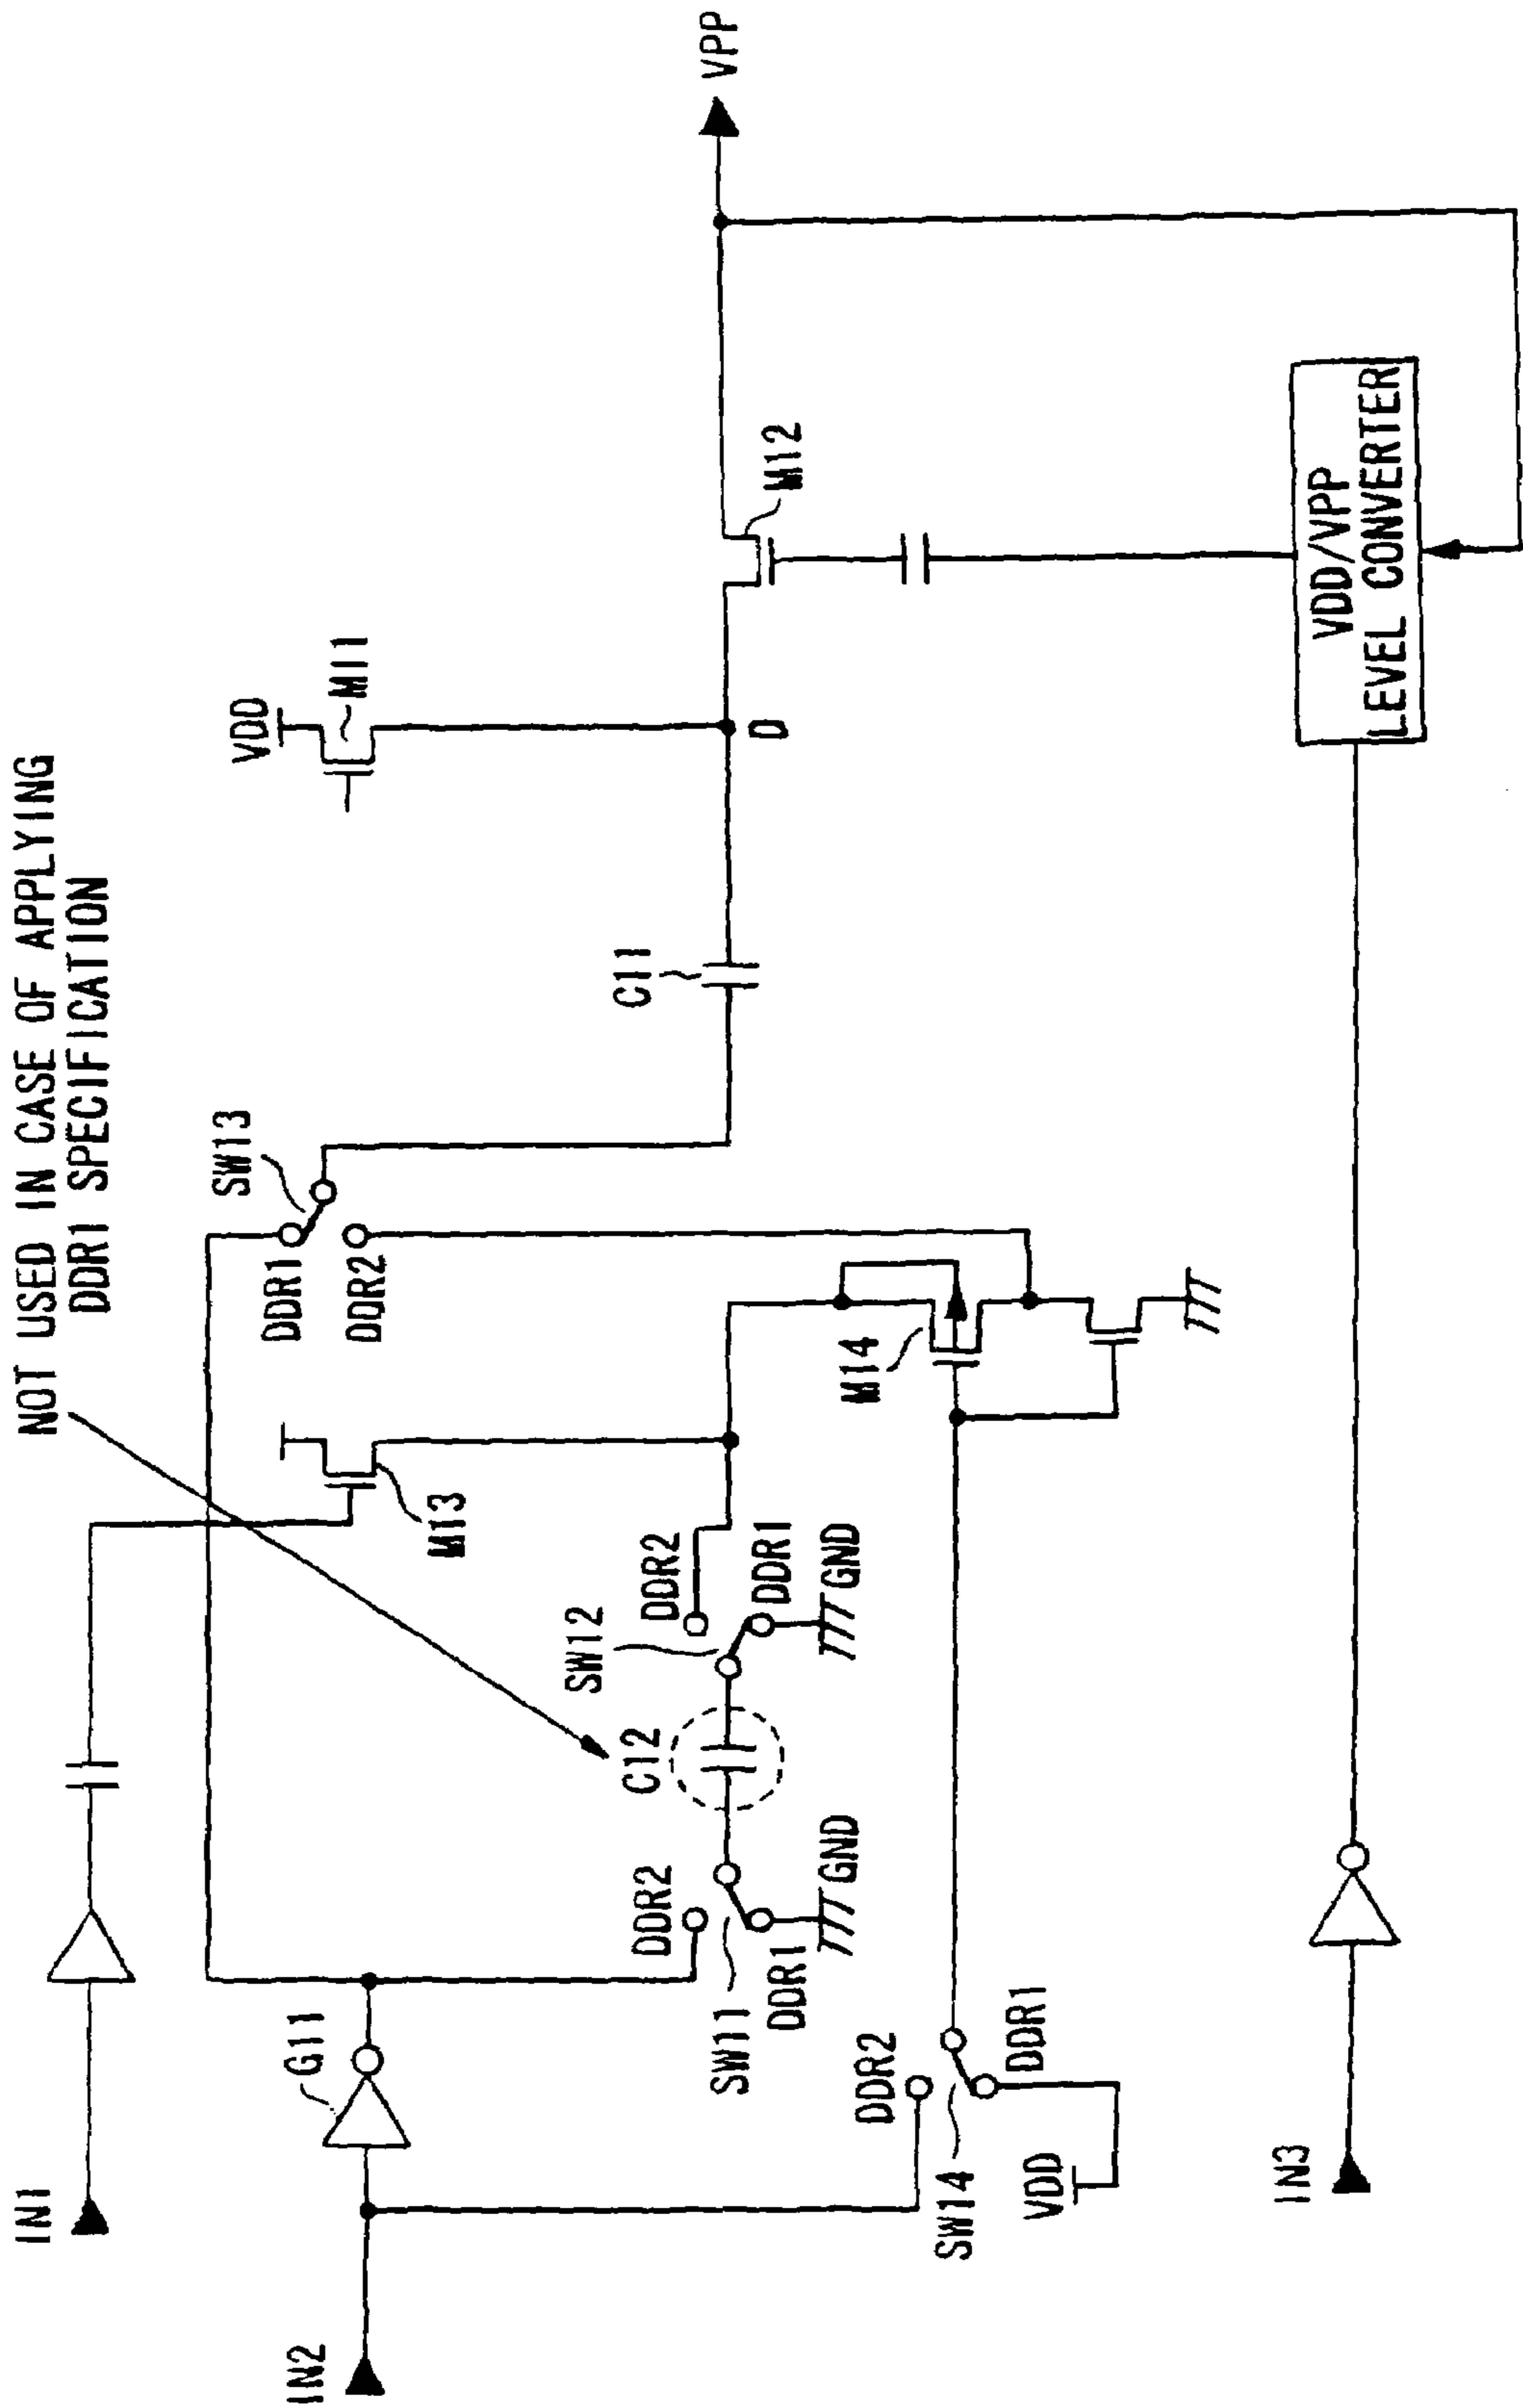 NOT USED IN CASE OF APPLYING
DDR1 SPECIFICATION
IN1
IN2
G11
SW13
DDR1
DDR2
VDD
M11
M13
C11
D
VPP
M12
DDR2
SW11
DDR1
GND
C12
SW12
DDR2
DDR1
GND
M14
DDR2
SW14
DDR1
VDD
IN3
VDD/VPP
LEVEL CONVERTER